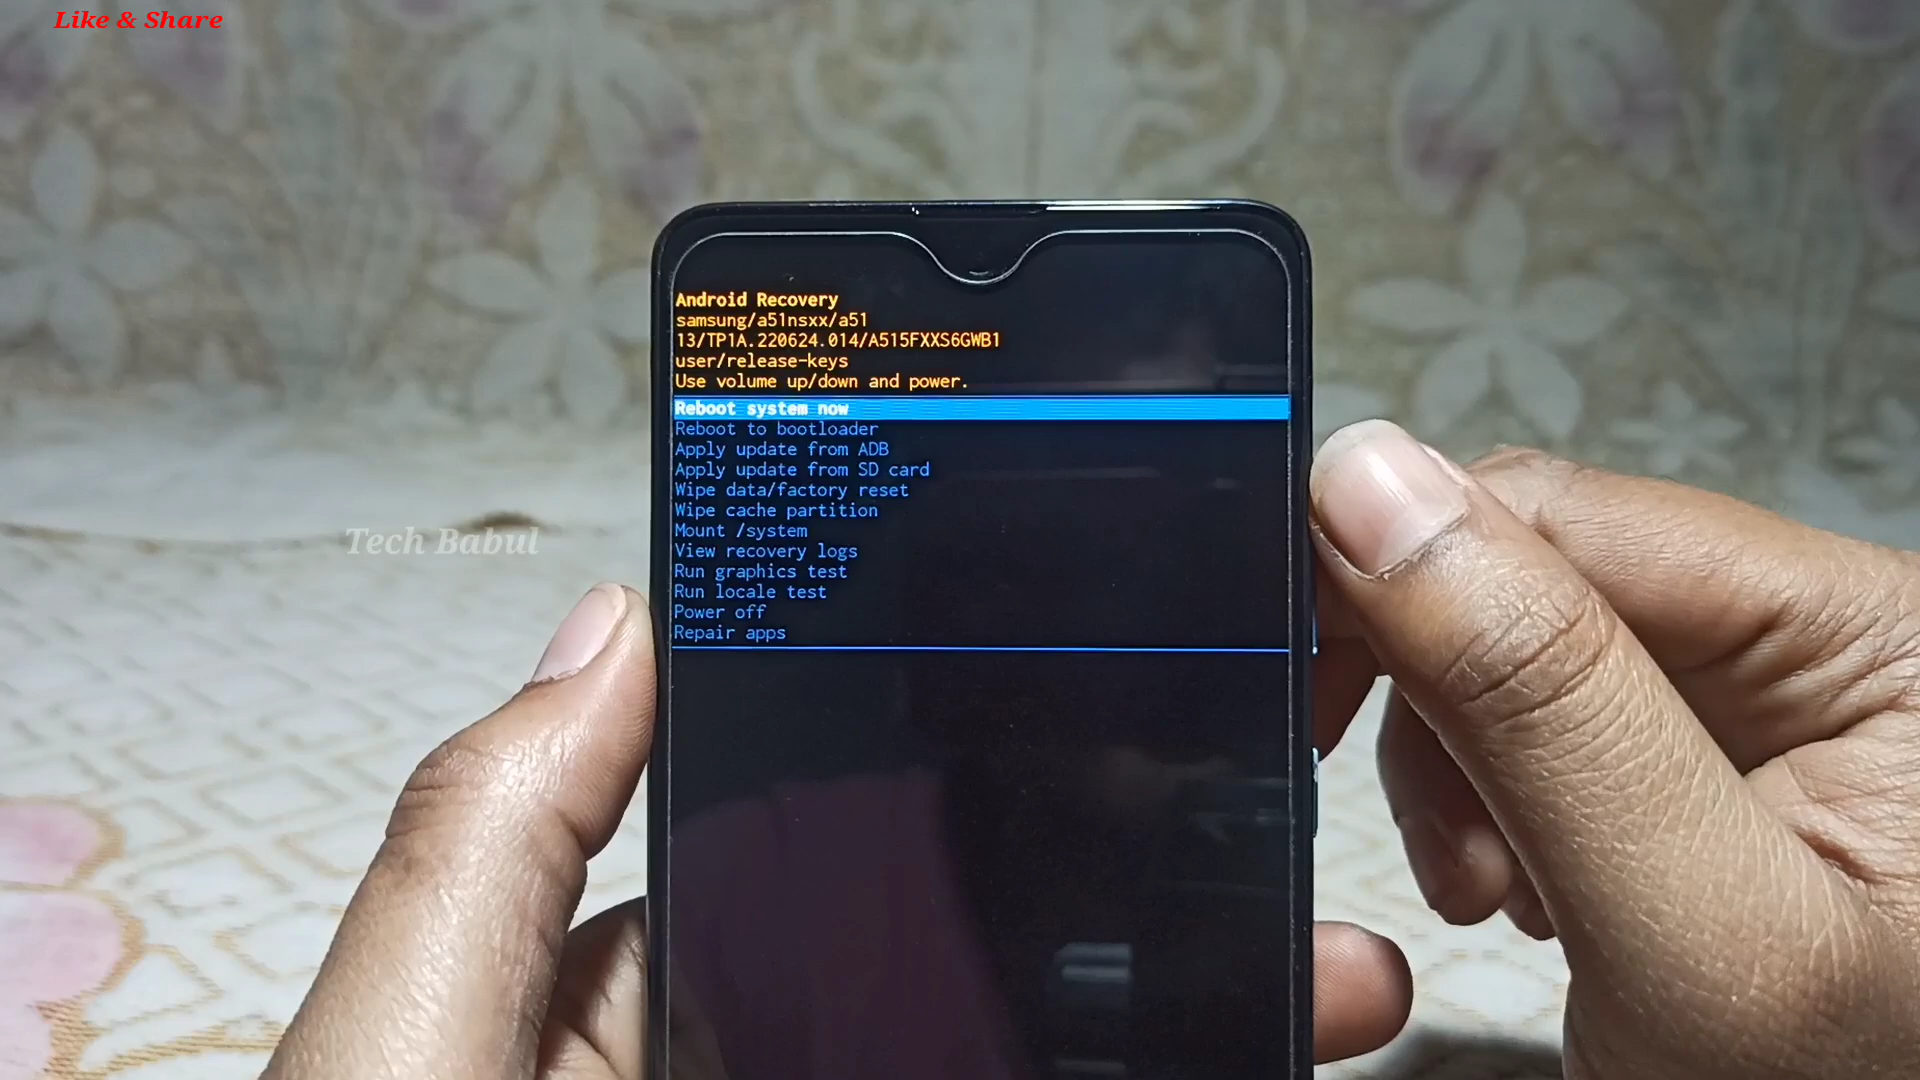 Like & Share
Android Recovery
samsung/a51nsxx/a51
13/TP1A.220624.014/A515FXXS6GWB1
user/release-keys
Use volume up/down and power.
Reboot system now
Reboot to bootloader
Apply update from ADB
Apply update from SD card
Wipe data/factory reset
Wipe cache partition
Mount /system
View recovery logs
Run graphics test
Run locale test
Power off
Repair apps
Tech Babul